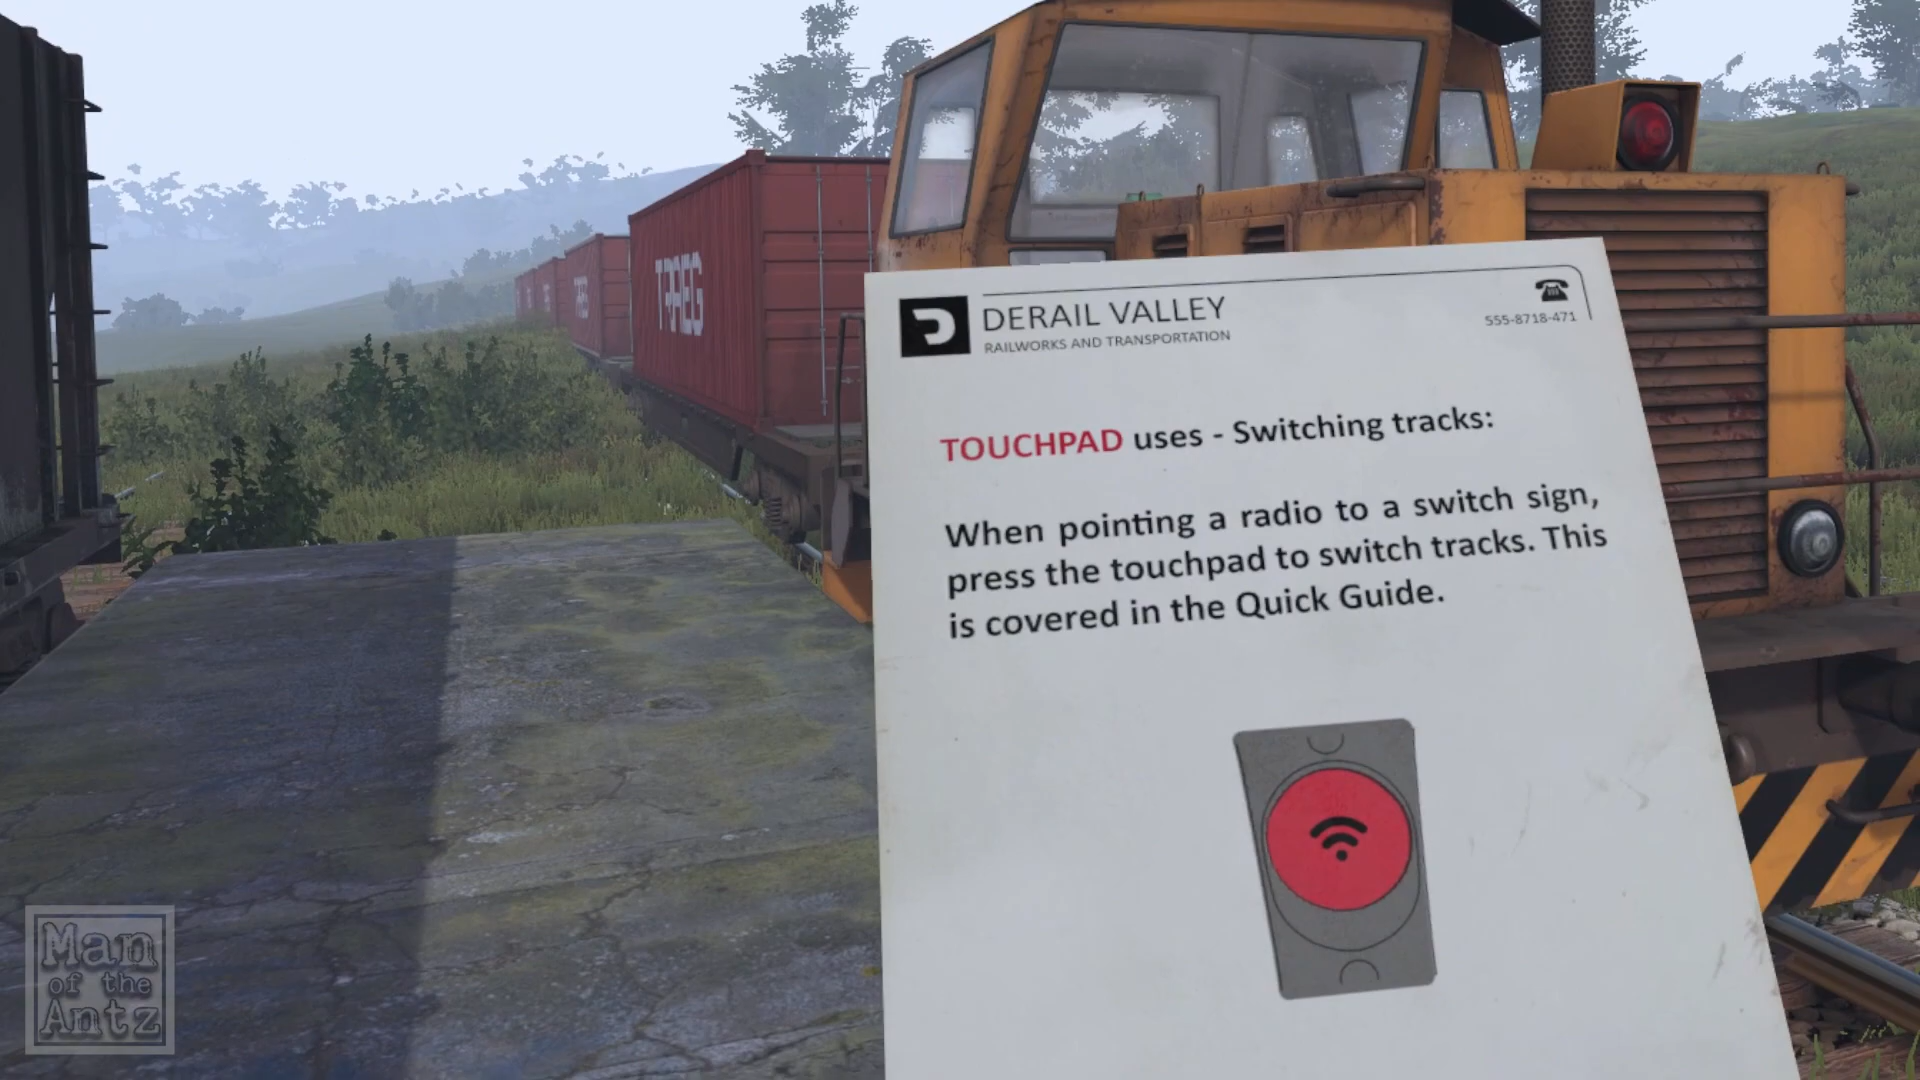 DERAIL VALLEY
RAILWORKS AND TRANSPORTATION
555-8718-471
TOUCHPAD uses - Switching tracks:
When pointing a radio to a switch sign,
press the touchpad to switch tracks. This
is covered in the Quick Guide.
Man
of the
Antz